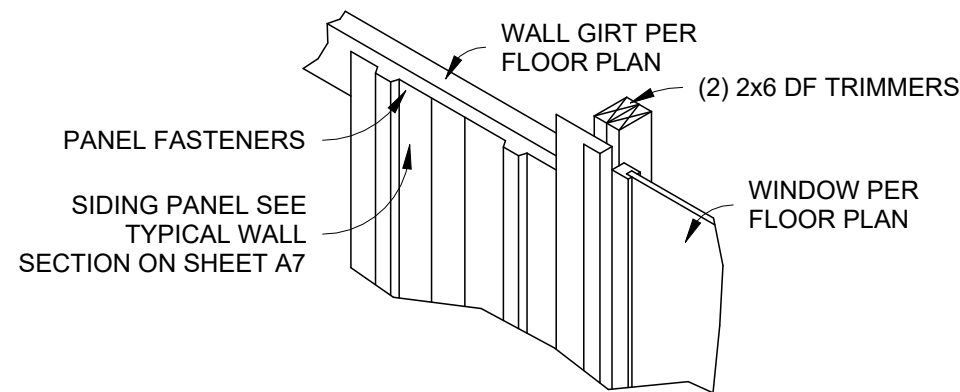 WALL GIRT PER
FLOOR PLAN
(2) 2x6 DF TRIMMERS
PANEL FASTENERS
SIDING PANEL SEE
TYPICAL WALL
SECTION ON SHEET A7
WINDOW PER
FLOOR PLAN